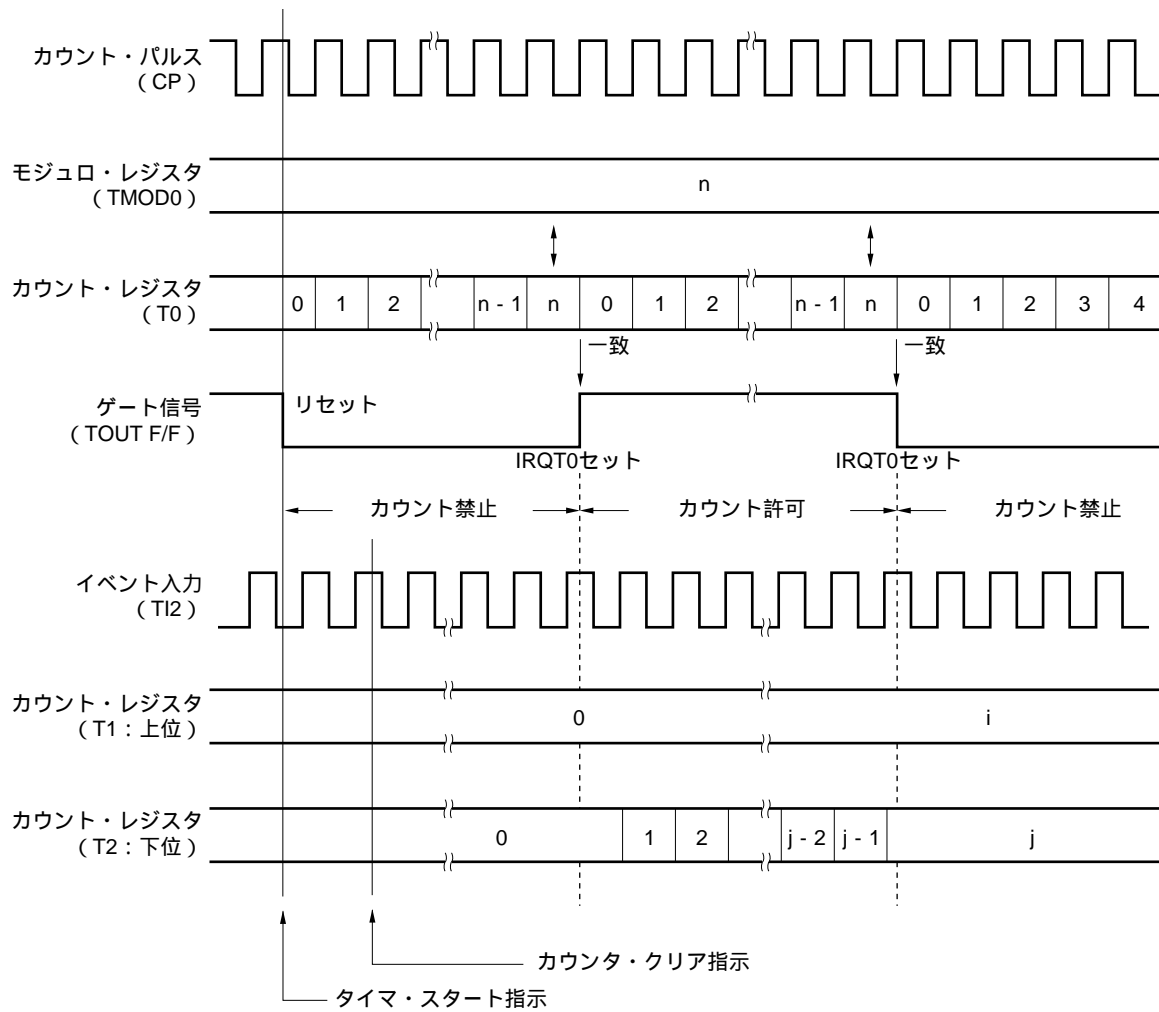 カウント・パルス
（CP）
モジュロ・レジスタ
（TMOD0）
n
カウント・レジスタ
（T0）
0 1 2 n - 1 n 0 1 2 n - 1 n 0 1 2 3 4
一致 一致
ゲート信号
（TOUT F/F）
リセット
IRQT0セット IRQT0セット
カウント禁止 カウント許可 カウント禁止
イベント入力
（TI2）
カウント・レジスタ
（T1：上位）
0 i
カウント・レジスタ
（T2：下位）
0 1 2 j - 2 j - 1 j
カウンタ・クリア指示
タイマ・スタート指示